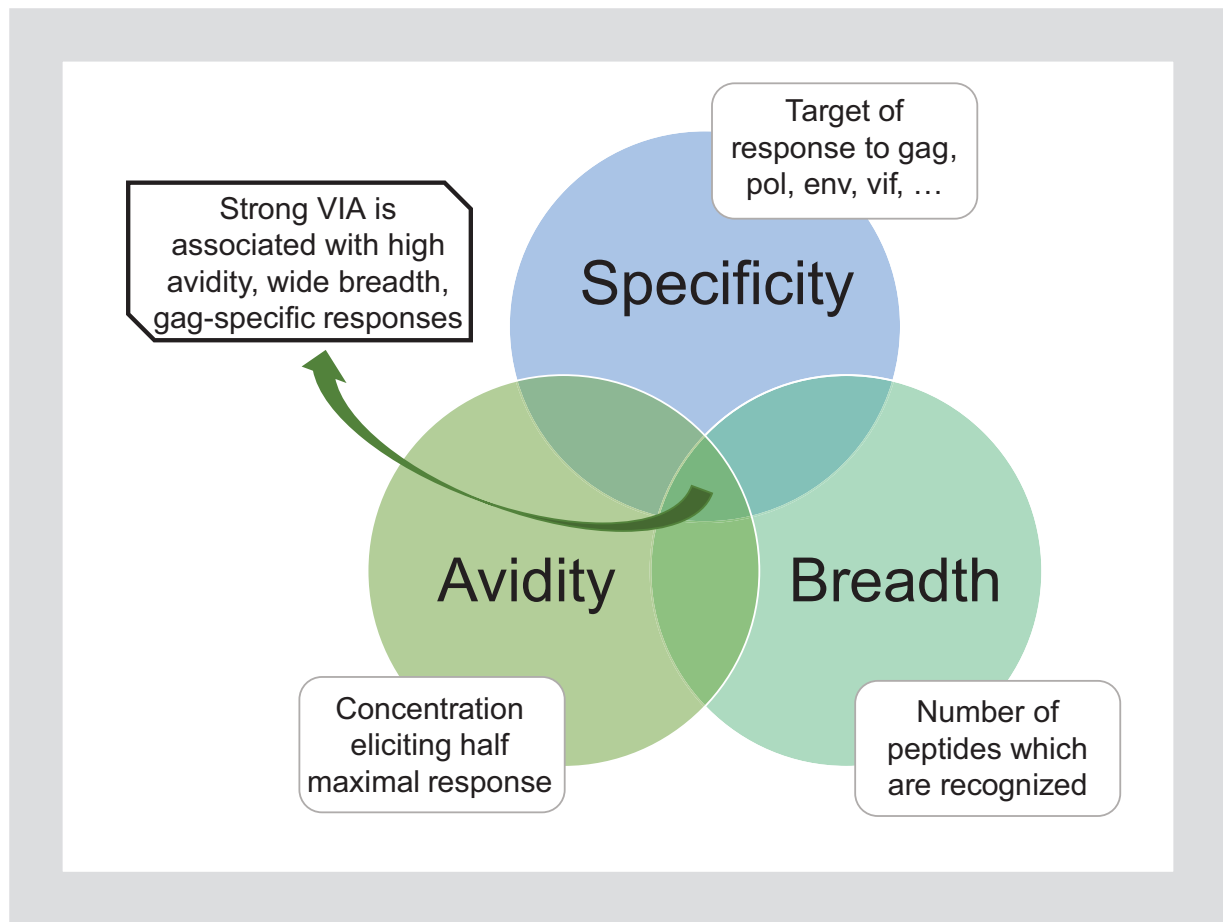 Target of
response to gag,
pol, env, vif, …
Strong VIA is
associated with high
avidity, wide breadth,
gag-specific responses
Specificity
Avidity
Breadth
Concentration
eliciting half
maximal response
Number of
peptides which
are recognized